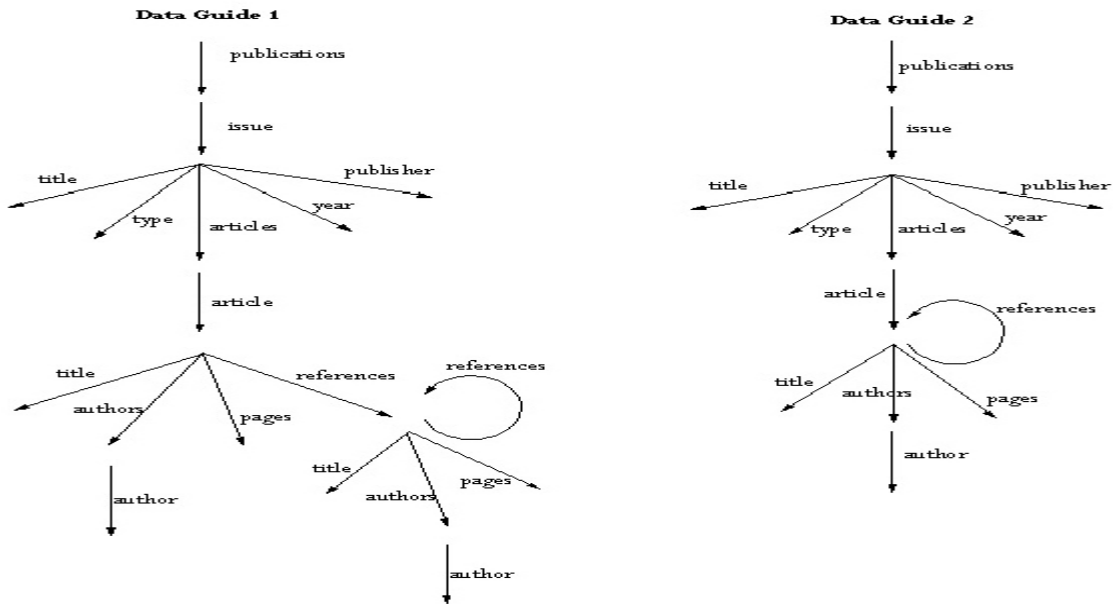 Data Guide 1
publications
issue
title
publisher
type
articles
year
article
title
authors
pages
references
references
author
title
authors
pages
author
Data Guide 2
publications
issue
title
publisher
type
articles
year
article
references
title
authors
pages
author